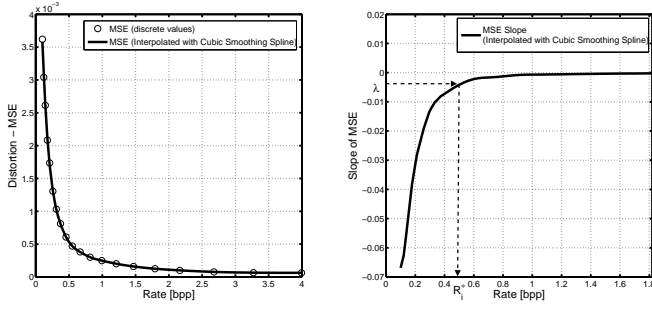 4 x 10⁻³
3.5
3
2.5
2
1.5
1
0.5
0
Distortion – MSE
MSE (discrete values)
MSE (Interpolated with Cubic Smoothing Spline)
0 0.5 1 1.5 2 2.5 3 3.5 4
Rate [bpp]
0.02
0.01
0
λ
−0.01
−0.02
−0.03
−0.04
−0.05
−0.06
−0.07
Slope of MSE
MSE Slope
(Interpolated with Cubic Smoothing Spline)
0 0.2 0.4 0.6 0.8 1 1.2 1.4 1.6 1.8
R*i Rate [bpp]